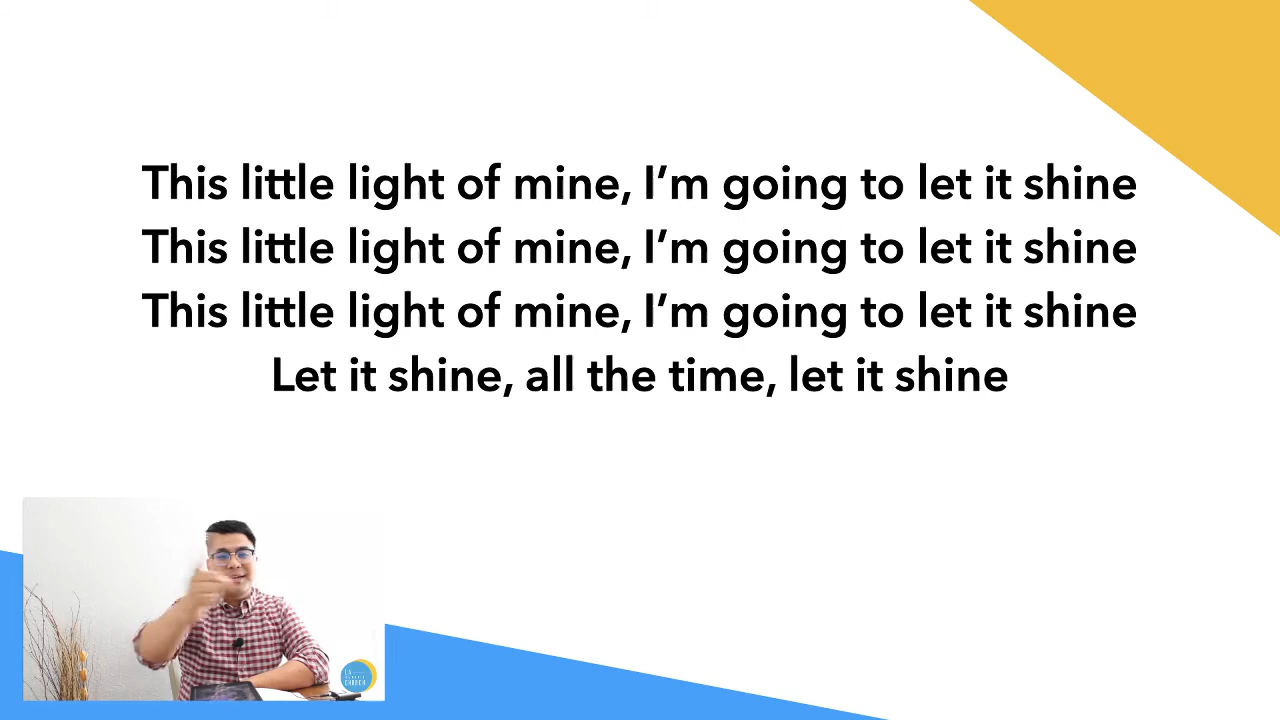 This little light of mine, I’m going to let it shine
This little light of mine, I’m going to let it shine
This little light of mine, I’m going to let it shine
Let it shine, all the time, let it shine
LA
CHURCH